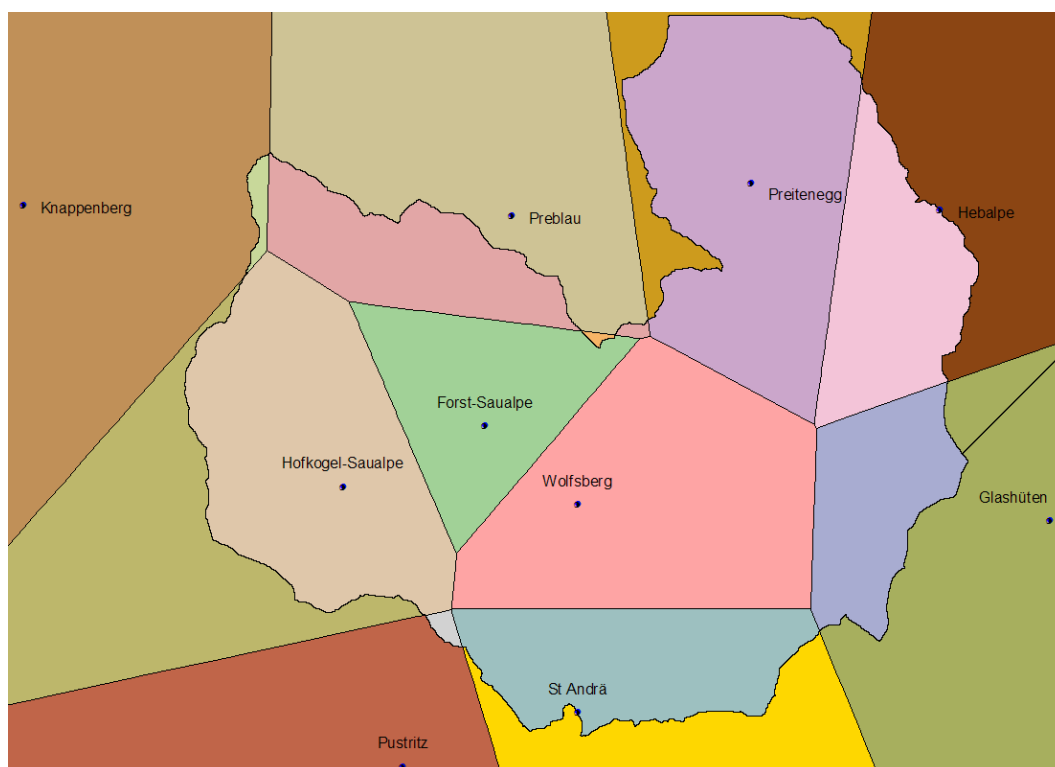 Preitenegg
Knappenberg
Hebalpe
Preblau
Forst-Saualpe
Hofkogel-Saualpe
Wolfsberg
Glashüten
St Andrä
Pustritz